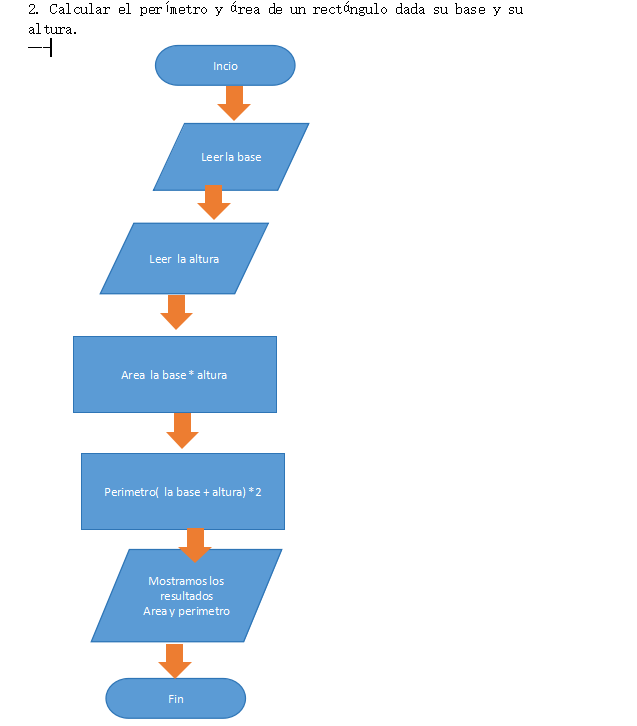 2. Calcular el perímetro y área de un rectángulo dada su base y su
altura.
Incio
Leer la base
Leer la altura
Area la base * altura
Perimetro( la base + altura) *2
Mostramos los
resultados
Area y perimetro
Fin